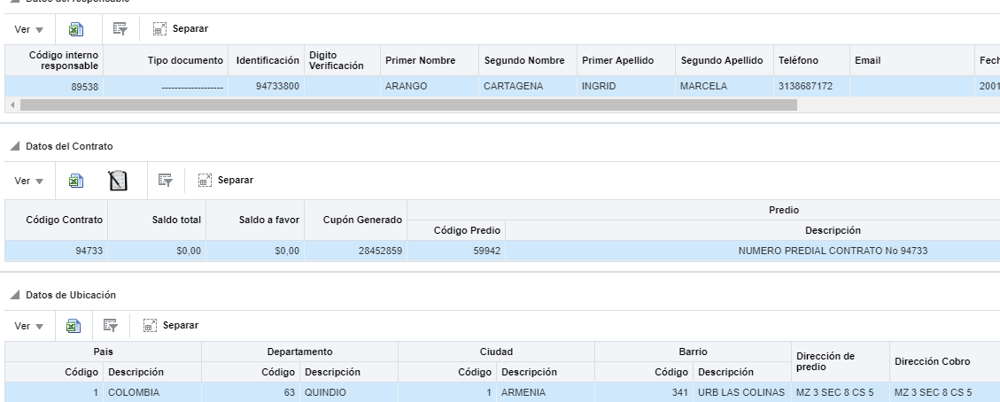 Datos del responsable
Ver Separar
Código interno responsable Tipo documento Identificación Digito Verificación Primer Nombre Segundo Nombre Primer Apellido Segundo Apellido Teléfono Email Fech
89538 ------------------- 94733800 ARANGO CARTAGENA INGRID MARCELA 3138687172 2001
Datos del Contrato
Ver Separar
Código Contrato Saldo total Saldo a favor Cupón Generado Predio
Código Predio Descripción
94733 $0,00 $0,00 28452859 59942 NUMERO PREDIAL CONTRATO No 94733
Datos de Ubicación
Ver Separar
Pais Departamento Ciudad Barrio Dirección de predio Dirección Cobro
Código Descripción Código Descripción Código Descripción Código Descripción
1 COLOMBIA 63 QUINDIO 1 ARMENIA 341 URB LAS COLINAS MZ 3 SEC 8 CS 5 MZ 3 SEC 8 CS 5